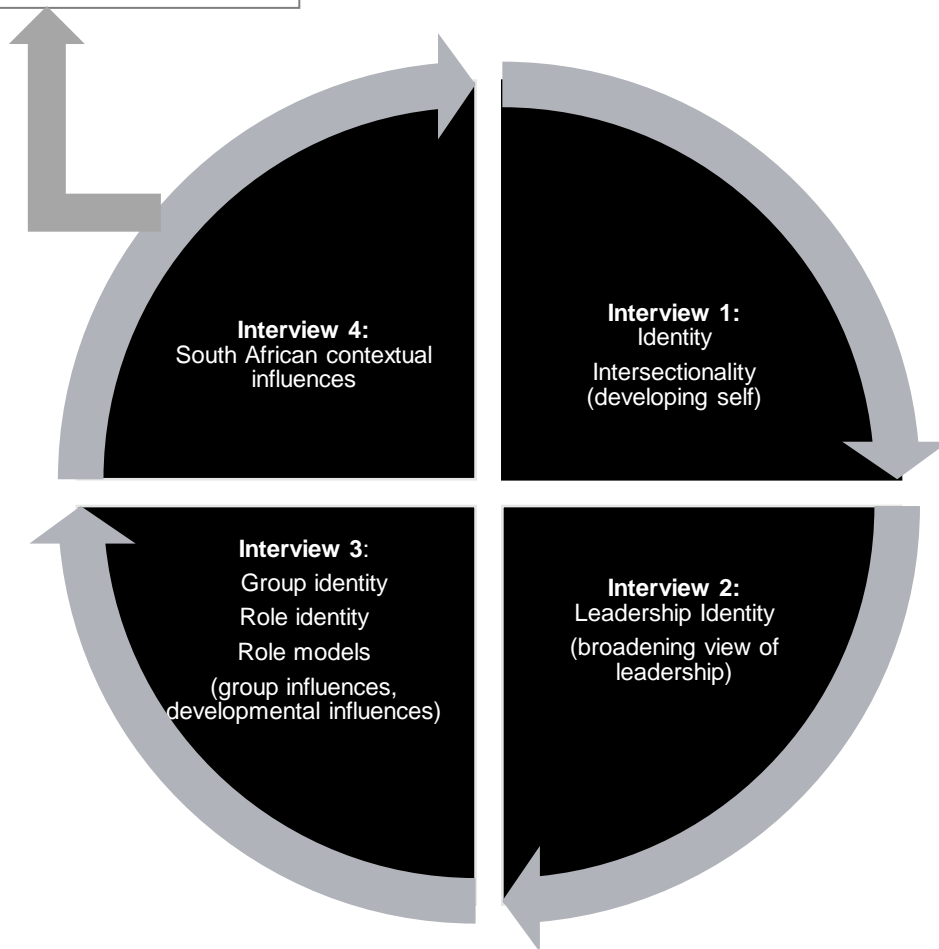 Interview 1:
Identity
Intersectionality
(developing self)
Interview 2:
Leadership Identity
(broadening view of
leadership)
Interview 3:
Group identity
Role identity
Role models
(group influences,
developmental influences)
Interview 4:
South African contextual
influences